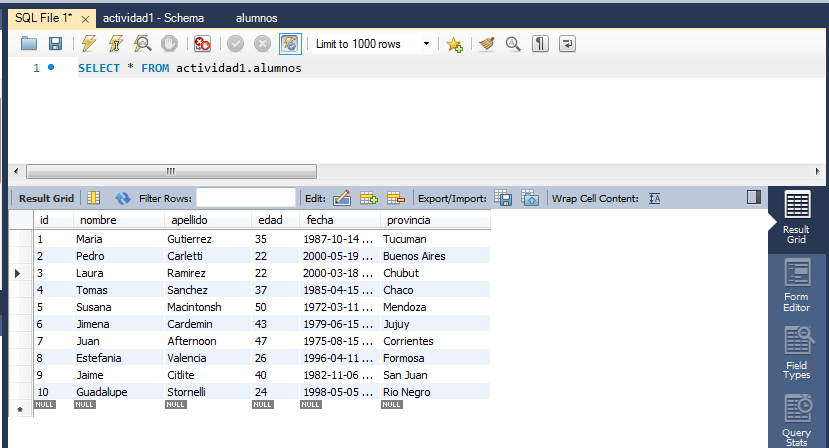 SQL File 1* actividad1 - Schema alumnos
Limit to 1000 rows
1 SELECT * FROM actividad1.alumnos
Result Grid Filter Rows: Edit: Export/Import: Wrap Cell Content:
id nombre apellido edad fecha provincia
1 Maria Gutierrez 35 1987-10-14 ... Tucuman
2 Pedro Carletti 22 2000-05-19 ... Buenos Aires
3 Laura Ramirez 22 2000-03-18 ... Chubut
4 Tomas Sanchez 37 1985-04-15 ... Chaco
5 Susana Macintonsh 50 1972-03-11 ... Mendoza
6 Jimena Cardemin 43 1979-06-15 ... Jujuy
7 Juan Afternoon 47 1975-08-15 ... Corrientes
8 Estefania Valencia 26 1996-04-11 ... Formosa
9 Jaime Citlite 40 1982-11-06 ... San Juan
10 Guadalupe Stornelli 24 1998-05-05 ... Rio Negro
* NULL NULL NULL NULL NULL NULL
Result
Grid
Form
Editor
Field
Types
Query
Stats